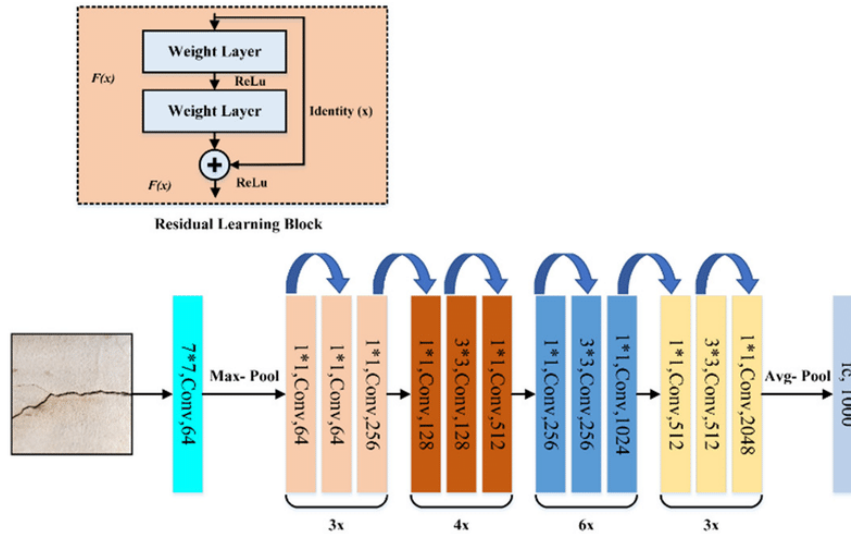 Weight Layer
F(x)
ReLu
Weight Layer
Identity (x)
+
F(x)
ReLu
Residual Learning Block
7*7,Conv,64
Max- Pool
1*1,Conv,64
1*1,Conv,64
1*1,Conv,256
1*1,Conv,128
3*3,Conv,128
1*1,Conv,512
1*1,Conv,256
3*3,Conv,256
1*1,Conv,1024
1*1,Conv,512
3*3,Conv,512
1*1,Conv,2048
Avg- Pool
3x
4x
6x
3x